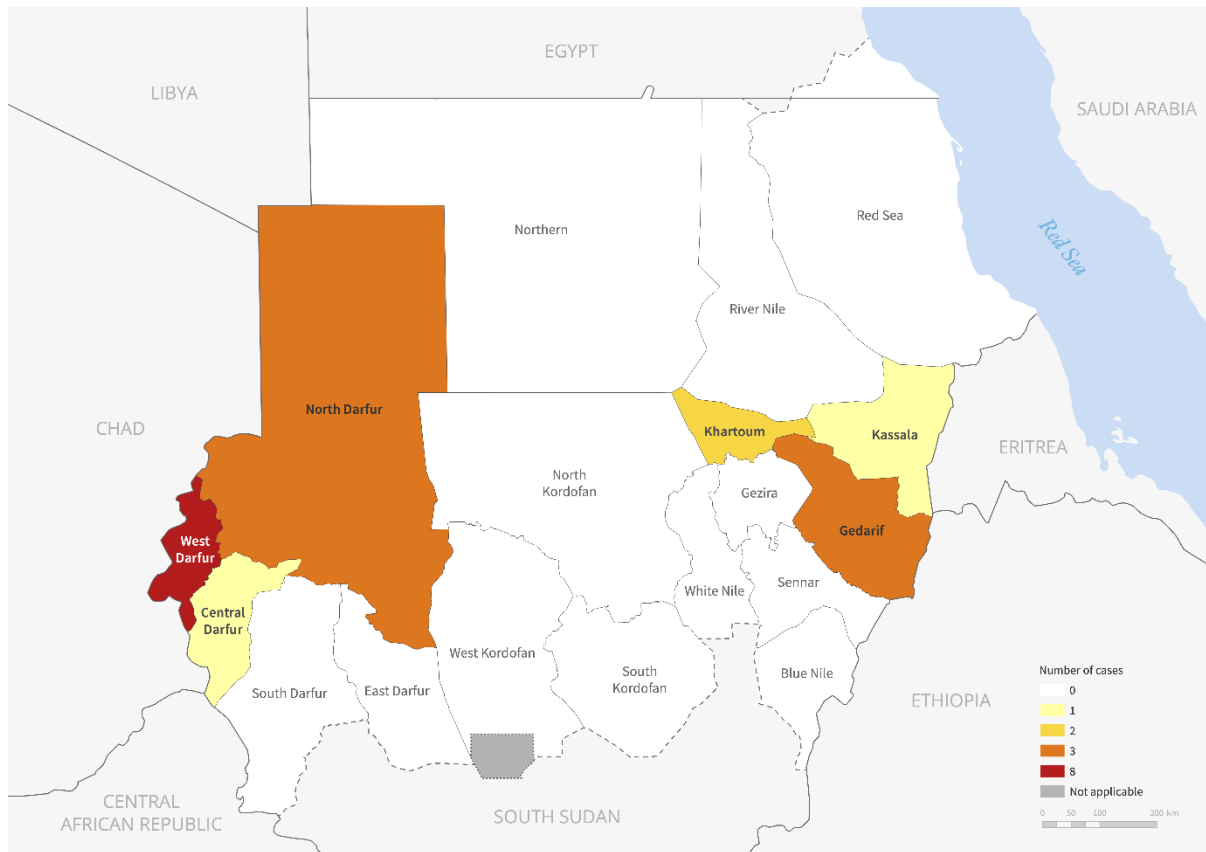 EGYPT
LIBYA
SAUDI ARABIA
Red Sea
Northern
Red Sea
River Nile
North Darfur
CHAD
Khartoum
Kassala
ERITREA
North
Kordofan
Gezira
Gedarif
West
Darfur
Sennar
White Nile
Central
Darfur
West Kordofan
South
Kordofan
Blue Nile
South Darfur
East Darfur
ETHIOPIA
CENTRAL
AFRICAN REPUBLIC
SOUTH SUDAN
Number of cases
0
1
2
3
8
Not applicable
0 50 100 200 km